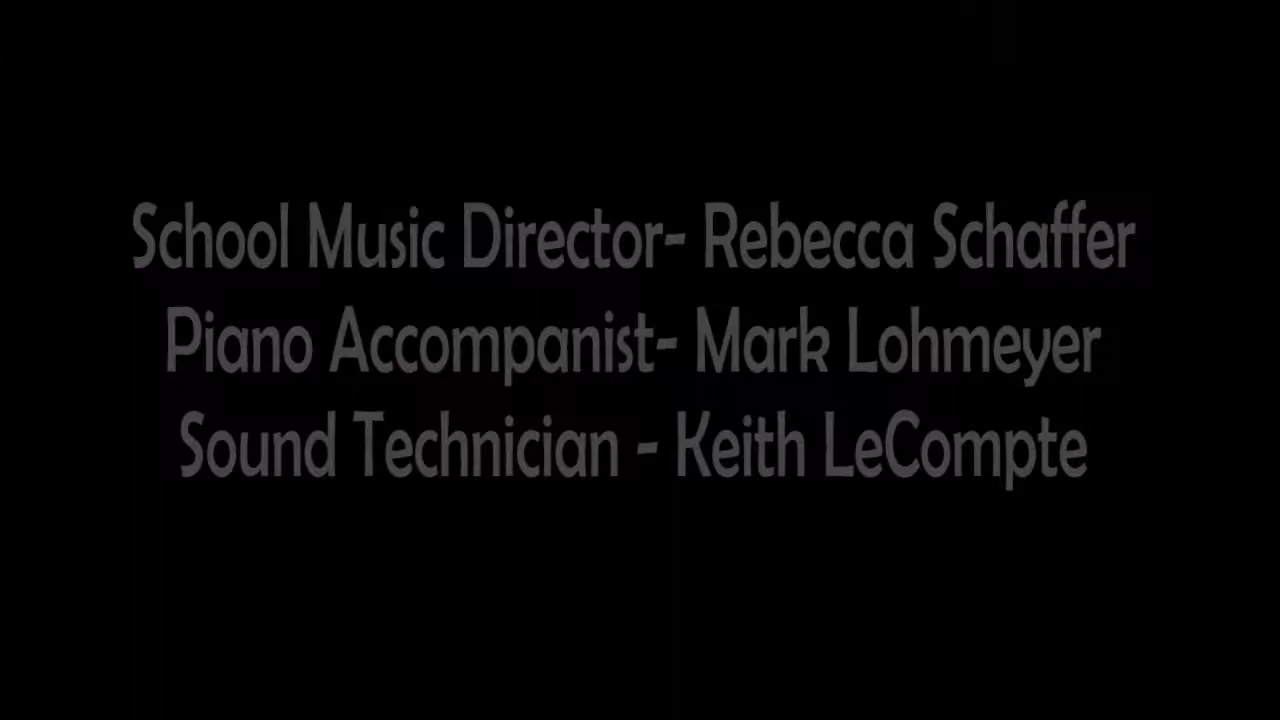 School Music Director- Rebecca Schaffer
Piano Accompanist- Mark Lohmeyer
Sound Technician - Keith LeCompte